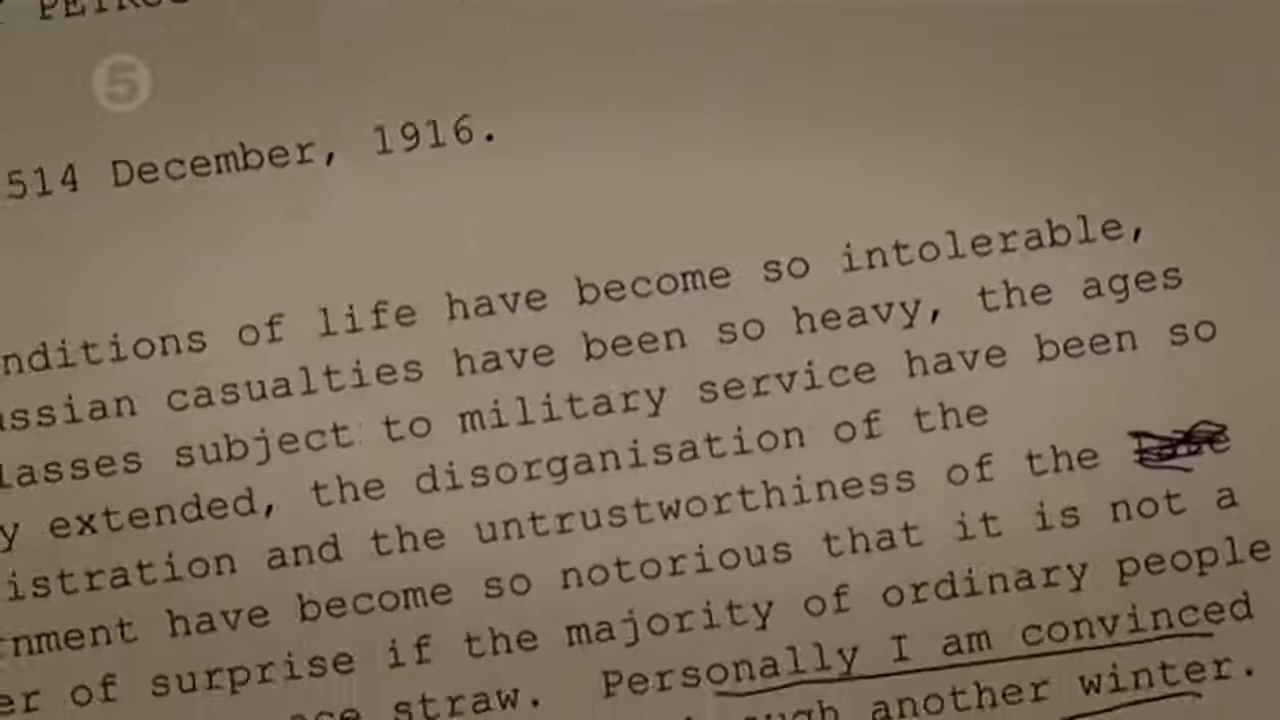 5
514 December, 1916.
nditions of life have become so intolerable,
ssian casualties have been so heavy, the ages
lasses subject to military service have been so
y extended, the disorganisation of the
istration and the untrustworthiness of the
rnment have become so notorious that it is not a
er of surprise if the majority of ordinary people
straw. Personally I am convinced
another winter.